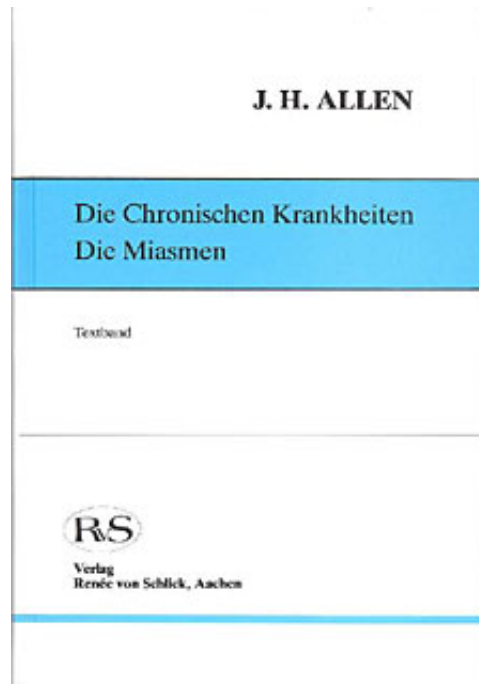 J. H. ALLEN
Die Chronischen Krankheiten
Die Miasmen
Textband
RvS
Verlag
Renée von Schlick, Aachen